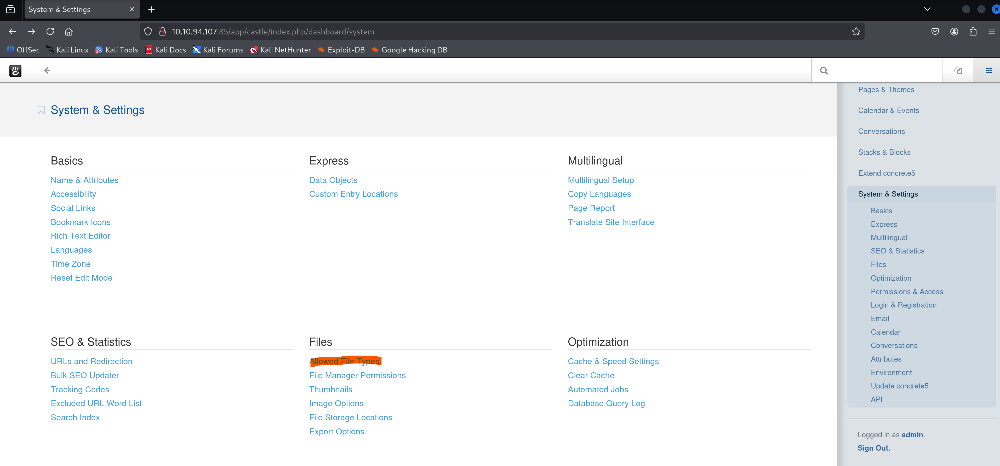 System & Settings
10.10.94.107:85/app/castle/index.php/dashboard/system
OffSec Kali Linux Kali Tools Kali Docs Kali Forums Kali NetHunter Exploit-DB Google Hacking DB
System & Settings
Basics
Name & Attributes
Accessibility
Social Links
Bookmark Icons
Rich Text Editor
Languages
Time Zone
Reset Edit Mode
Express
Data Objects
Custom Entry Locations
Multilingual
Multilingual Setup
Copy Languages
Page Report
Translate Site Interface
SEO & Statistics
URLs and Redirection
Bulk SEO Updater
Tracking Codes
Excluded URL Word List
Search Index
Files
Allowed File Types
File Manager Permissions
Thumbnails
Image Options
File Storage Locations
Export Options
Optimization
Cache & Speed Settings
Clear Cache
Automated Jobs
Database Query Log
Pages & Themes
Calendar & Events
Conversations
Stacks & Blocks
Extend concrete5
System & Settings
Basics
Express
Multilingual
SEO & Statistics
Files
Optimization
Permissions & Access
Login & Registration
Email
Calendar
Conversations
Attributes
Environment
Update concrete5
API
Logged in as admin.
Sign Out.